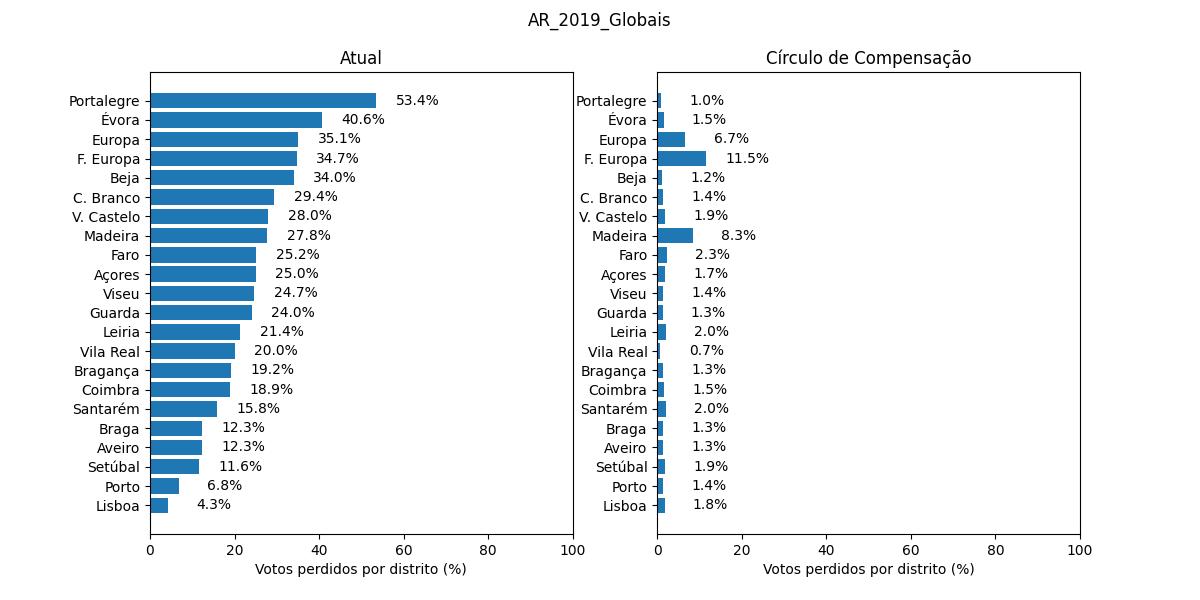 AR_2019_Globais
Atual
Portalegre 53.4%
Évora 40.6%
Europa 35.1%
F. Europa 34.7%
Beja 34.0%
C. Branco 29.4%
V. Castelo 28.0%
Madeira 27.8%
Faro 25.2%
Açores 25.0%
Viseu 24.7%
Guarda 24.0%
Leiria 21.4%
Vila Real 20.0%
Bragança 19.2%
Coimbra 18.9%
Santarém 15.8%
Braga 12.3%
Aveiro 12.3%
Setúbal 11.6%
Porto 6.8%
Lisboa 4.3%
0 20 40 60 80 100
Votos perdidos por distrito (%)
Círculo de Compensação
Portalegre 1.0%
Évora 1.5%
Europa 6.7%
F. Europa 11.5%
Beja 1.2%
C. Branco 1.4%
V. Castelo 1.9%
Madeira 8.3%
Faro 2.3%
Açores 1.7%
Viseu 1.4%
Guarda 1.3%
Leiria 2.0%
Vila Real 0.7%
Bragança 1.3%
Coimbra 1.5%
Santarém 2.0%
Braga 1.3%
Aveiro 1.3%
Setúbal 1.9%
Porto 1.4%
Lisboa 1.8%
0 20 40 60 80 100
Votos perdidos por distrito (%)